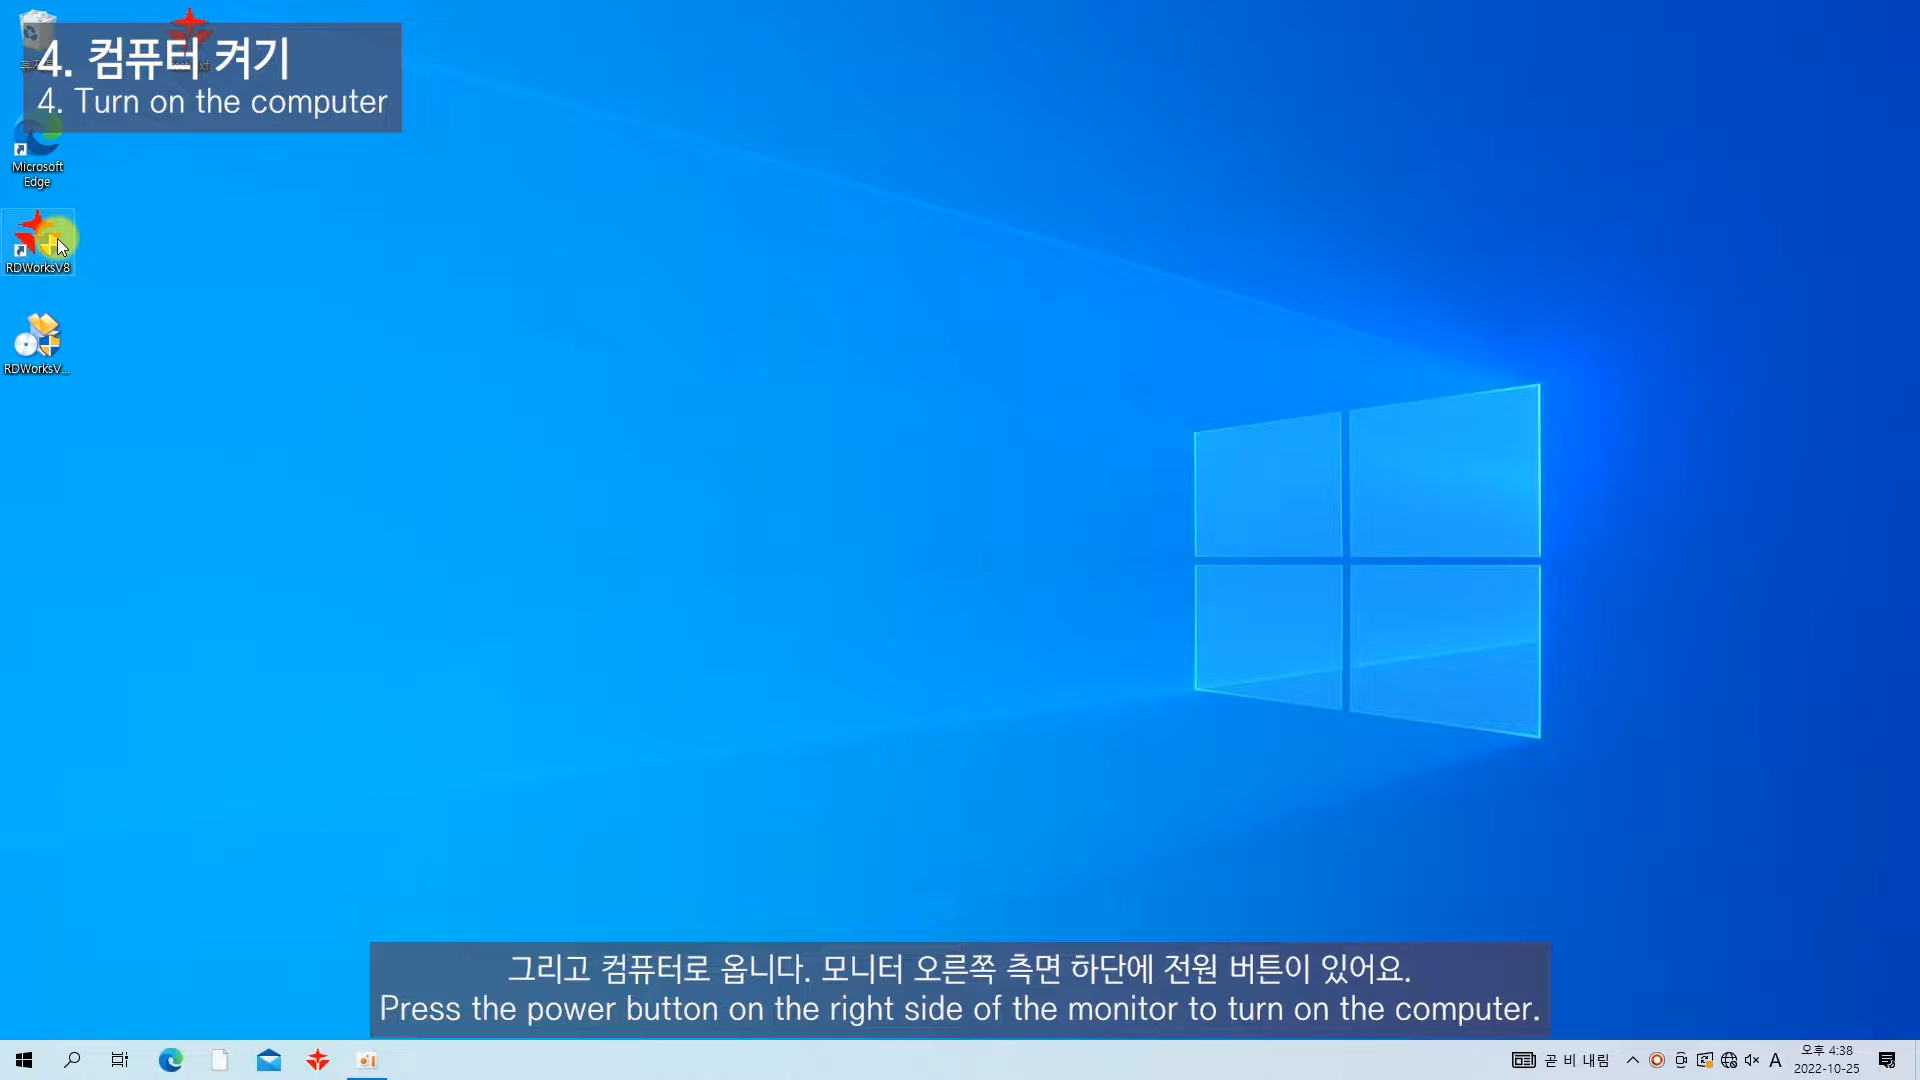 4. 컴퓨터 켜기
4. Turn on the computer
Microsoft
Edge
RDWorksV8
RDWorksV...
그리고 컴퓨터로 옵니다. 모니터 오른쪽 측면 하단에 전원 버튼이 있어요.
Press the power button on the right side of the monitor to turn on the computer.
곧 비 내림
A
오후 4:38
2022-10-25